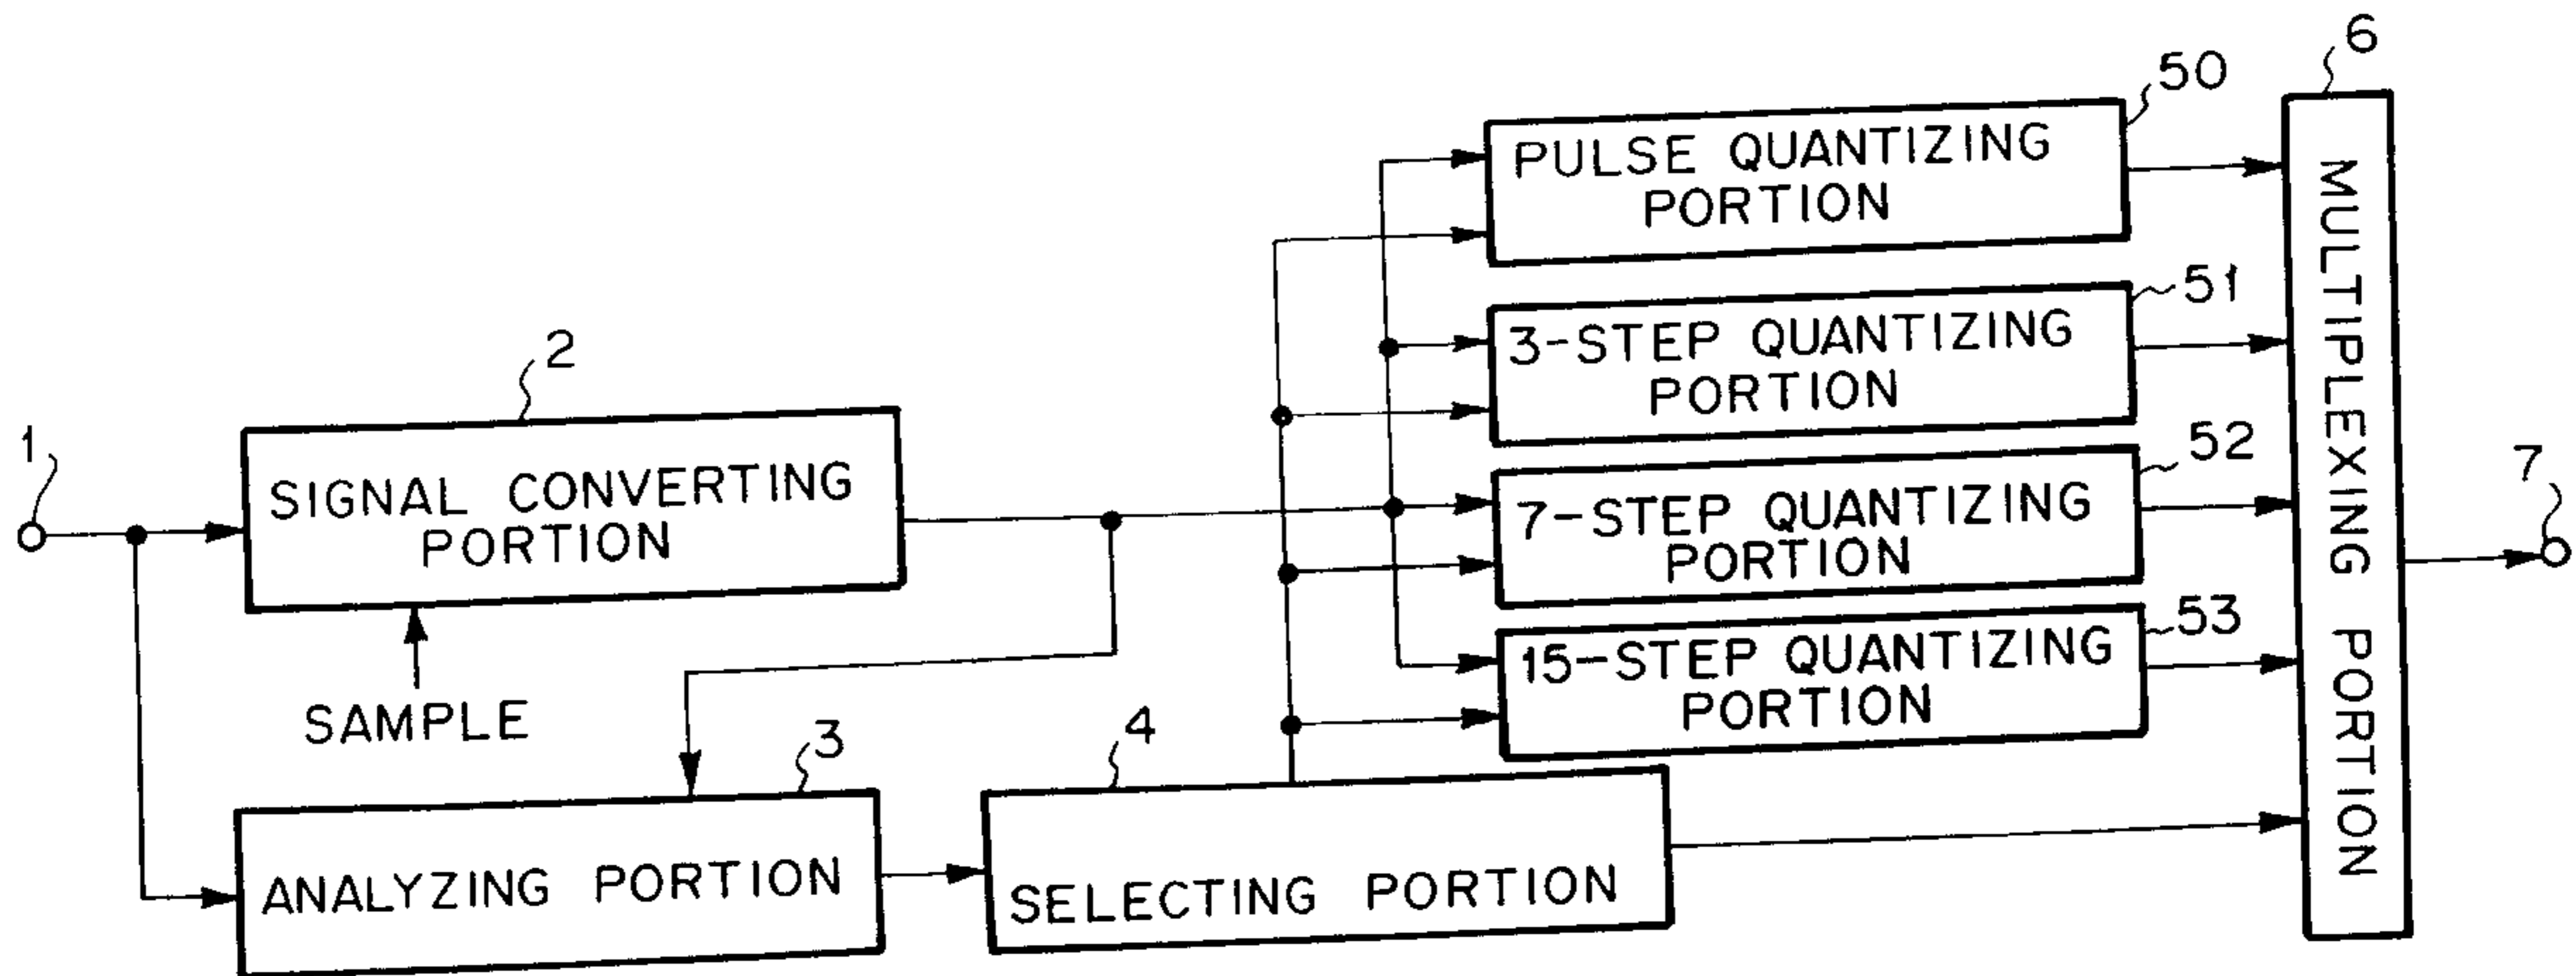 6
50
PULSE QUANTIZING
PORTION
51
3-STEP QUANTIZING
PORTION
2
1
SIGNAL CONVERTING
PORTION
52
7-STEP QUANTIZING
PORTION
7
MULTIPLEXING PORTION
53
15-STEP QUANTIZING
PORTION
SAMPLE
3
4
ANALYZING PORTION
SELECTING PORTION